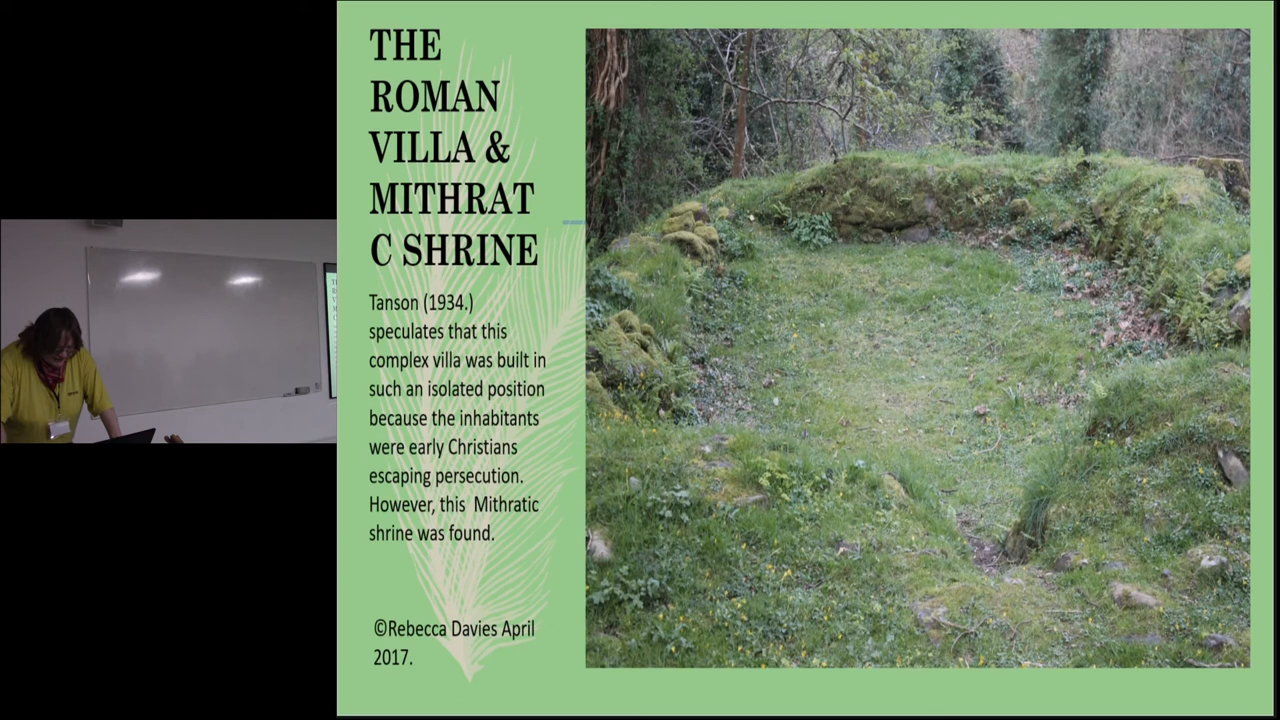 THE
ROMAN
VILLA &
MITHRAT
C SHRINE
Tanson (1934.)
speculates that this
complex villa was built in
such an isolated position
because the inhabitants
were early Christians
escaping persecution.
However, this Mithratic
shrine was found.
©Rebecca Davies April
2017.